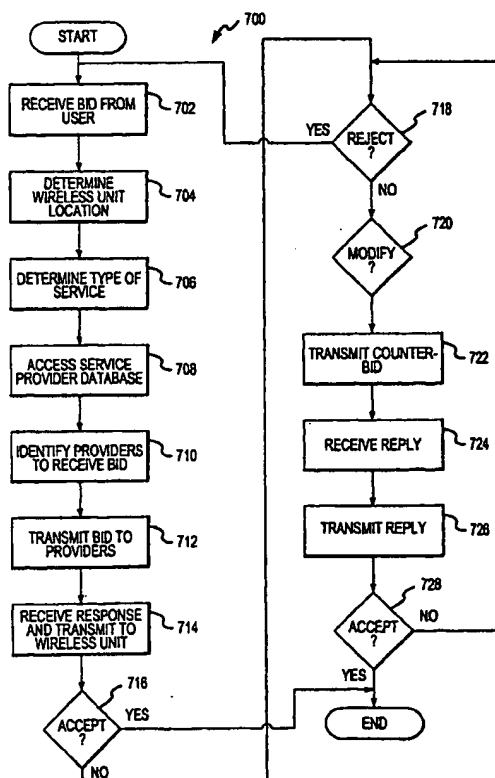 START
700
RECEIVE BID FROM
USER
702
DETERMINE
WIRELESS UNIT
LOCATION
704
DETERMINE TYPE OF
SERVICE
706
ACCESS SERVICE
PROVIDER DATABASE
708
IDENTIFY PROVIDERS
TO RECEIVE BID
710
TRANSMIT BID TO
PROVIDERS
712
RECEIVE RESPONSE
AND TRANSMIT TO
WIRELESS UNIT
714
ACCEPT
?
716
YES
NO
REJECT
?
718
YES
NO
MODIFY
?
720
TRANSMIT COUNTER-
BID
722
RECEIVE REPLY
724
TRANSMIT REPLY
726
ACCEPT
?
728
NO
YES
END